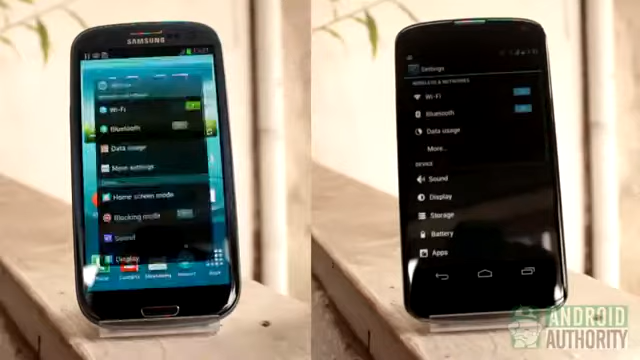 SAMSUNG
Wi-Fi
Bluetooth
Data usage
More settings
Home screen mode
Blocking mode
Sound
Display
Settings
WIRELESS & NETWORKS
Wi-Fi
Bluetooth
Data usage
More...
DEVICE
Sound
Display
Storage
Battery
Apps
ANDROID
AUTHORITY